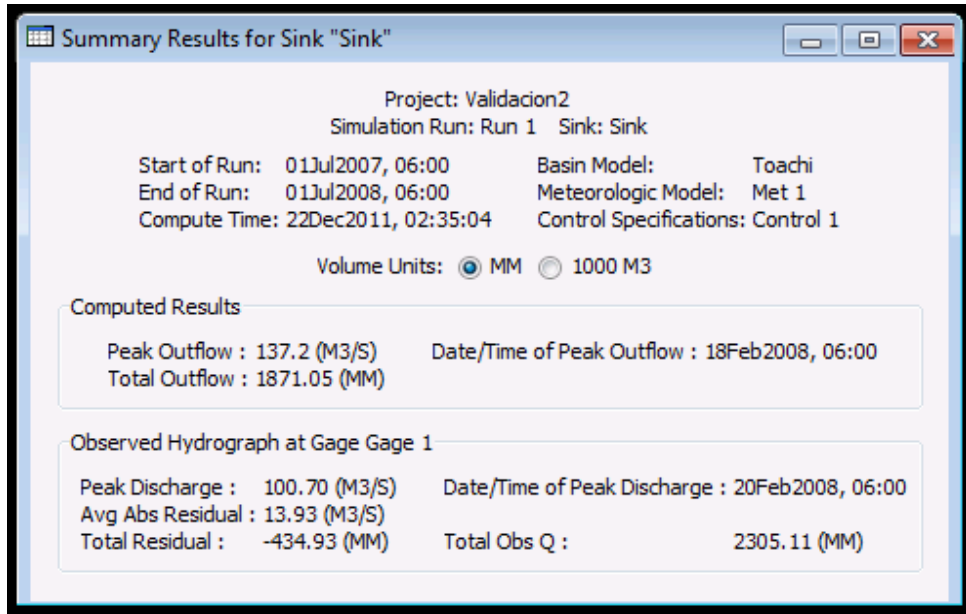 Summary Results for Sink "Sink"
Project: Validacion2
Simulation Run: Run 1 Sink: Sink
Start of Run: 01Jul2007, 06:00 Basin Model: Toachi
End of Run: 01Jul2008, 06:00 Meteorologic Model: Met 1
Compute Time: 22Dec2011, 02:35:04 Control Specifications: Control 1
Volume Units: MM 1000 M3
Computed Results
Peak Outflow : 137.2 (M3/S) Date/Time of Peak Outflow : 18Feb2008, 06:00
Total Outflow : 1871.05 (MM)
Observed Hydrograph at Gage Gage 1
Peak Discharge : 100.70 (M3/S) Date/Time of Peak Discharge : 20Feb2008, 06:00
Avg Abs Residual : 13.93 (M3/S)
Total Residual : -434.93 (MM) Total Obs Q : 2305.11 (MM)